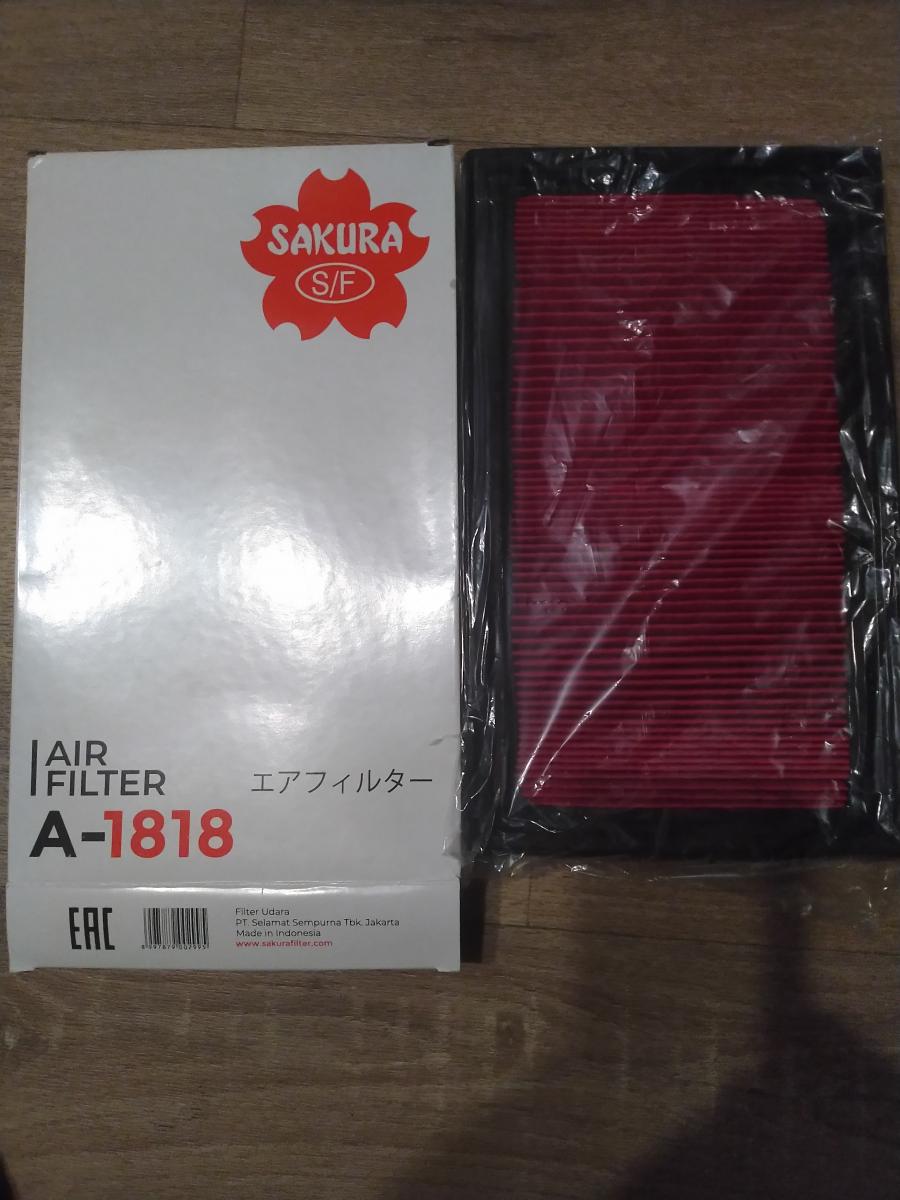 SAKURA
S/F
AIR
FILTER
エアフィルター
A-1818
EAC
Filter Udara
PT. Selamat Sempurna Tbk. Jakarta
Made in Indonesia
www.sakurafilter.com